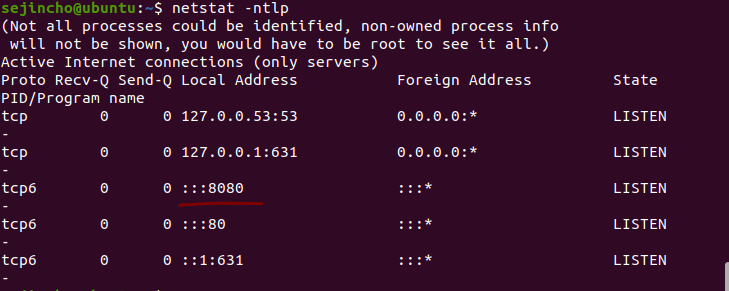 sejincho@ubuntu:~$ netstat -ntlp
(Not all processes could be identified, non-owned process info
 will not be shown, you would have to be root to see it all.)
Active Internet connections (only servers)
Proto Recv-Q Send-Q Local Address           Foreign Address         State
PID/Program name
tcp        0      0 127.0.0.53:53           0.0.0.0:*               LISTEN
-
tcp        0      0 127.0.0.1:631           0.0.0.0:*               LISTEN
-
tcp6       0      0 :::8080                 :::*                    LISTEN
-
tcp6       0      0 :::80                   :::*                    LISTEN
-
tcp6       0      0 ::1:631                 :::*                    LISTEN
-